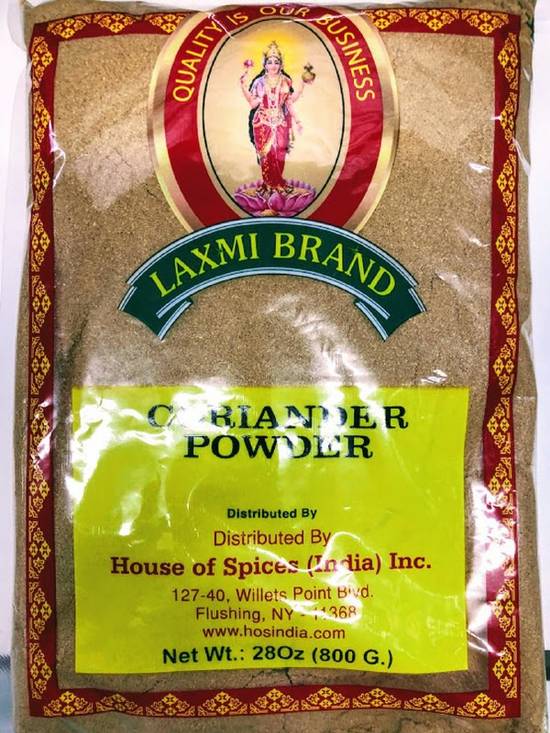 QUALITY IS OUR BUSINESS
LAXMI BRAND
CORIANDER
POWDER
Distributed By
Distributed By
House of Spices (India) Inc.
127-40, Willets Point Blvd.
Flushing, NY - 11368
www.hosindia.com
Net Wt.: 28Oz (800 G.)